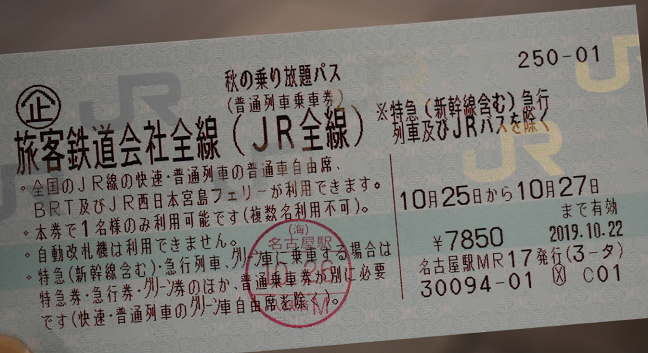 250-01
秋の乗り放題パス
(普通列車乗車券)
企
旅客鉄道会社全線(JR全線)
※特急(新幹線含む)急行
列車及びJRバスを除く
・全国のJR線の快速・普通列車の普通車自由席、
BRT及びJR西日本宮島フェリーが利用できます。
・本券で1名様のみ利用可能です(複数名利用不可)。
・自動改札機は利用できません。
・特急(新幹線含む)・急行列車、グリーン車に乗車する場合は
特急券・急行券・グリーン券のほか、普通乗車券が別に必要
です(快速・普通列車のグリーン車自由席を除く)。
10月25日から10月27日
まで有効
¥7850
2019.10.22
名古屋駅MR17発行(3-タ)
30094-01
C01
(海)
名古屋駅
M
JR
JR
JR